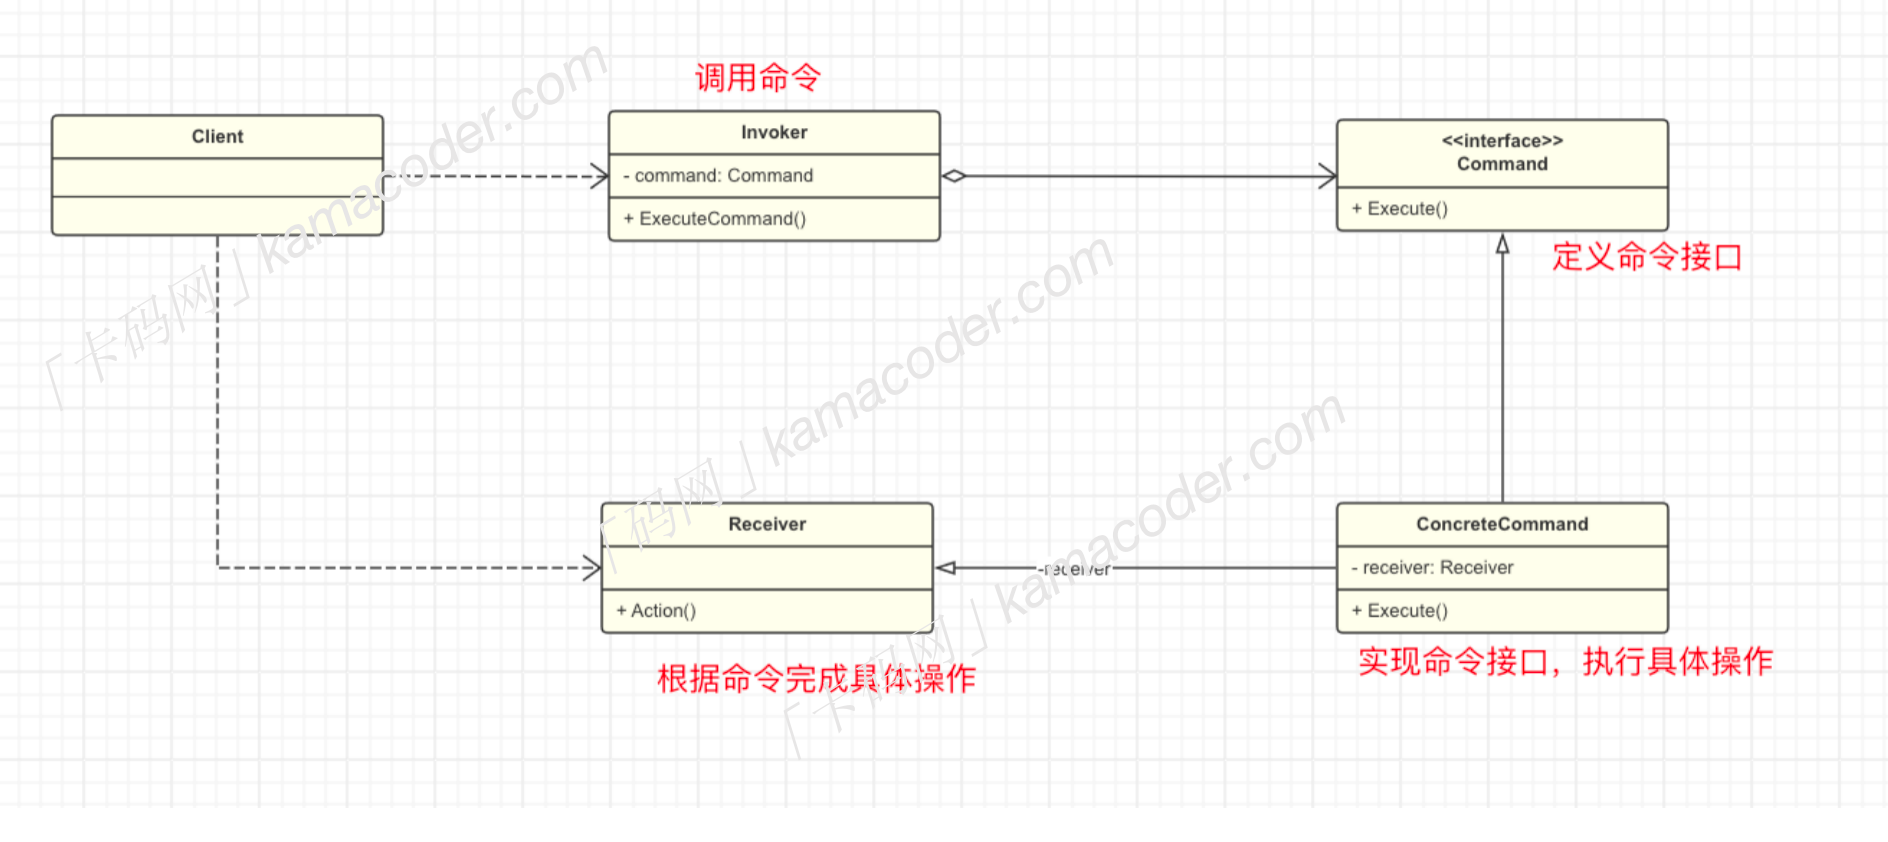 调用命令
Client
Invoker
- command: Command
+ ExecuteCommand()
<<interface>>
Command
+ Execute()
定义命令接口
Receiver
+ Action()
-receiver
ConcreteCommand
- receiver: Receiver
+ Execute()
根据命令完成具体操作
实现命令接口，执行具体操作
「卡码网」kamacoder.com
「卡码网」kamacoder.com
「卡码网」kamacoder.com